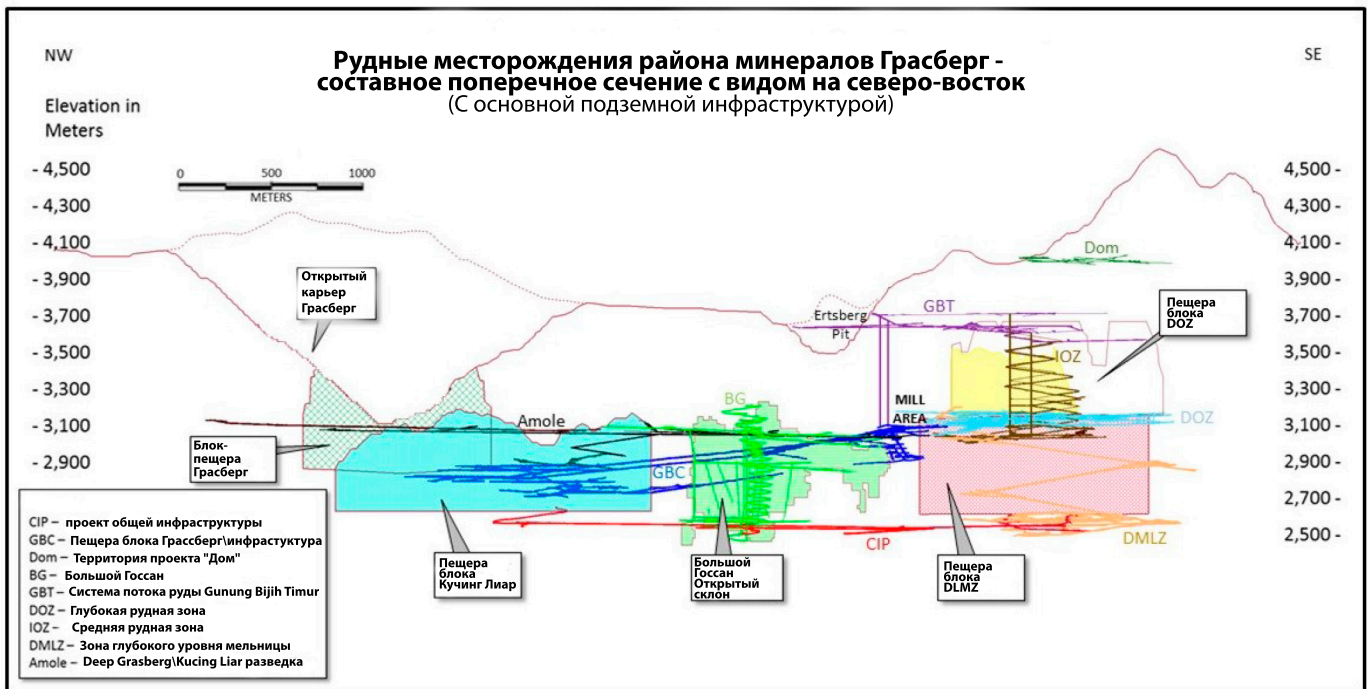 NW
SE
Рудные месторождения района минералов Грасберг -
составное поперечное сечение с видом на северо-восток
(С основной подземной инфраструктурой)
Elevation in
Meters
0 500 1000
METERS
- 4,500
- 4,300
- 4,100
- 3,900
- 3,700
- 3,500
- 3,300
- 3,100
- 2,900
4,500 -
4,300 -
4,100 -
3,900 -
3,700 -
3,500 -
3,300 -
3,100 -
2,900 -
2,700 -
2,500 -
Открытый
карьер
Грасберг
Dom
GBT
Ertsberg
Pit
Пещера
блока
DOZ
IOZ
BG
MILL
AREA
DOZ
Amole
Блок-
пещера
Грасберг
GBC
CIP
DMLZ
Пещера
блока
Кучинг Лиар
Большой
Госсан
Открытый
склон
Пещера
блока
DLMZ
CIP – проект общей инфраструктуры
GBC – Пещера блока Грассберг\инфрастуктура
Dom – Территория проекта "Дом"
BG – Большой Госсан
GBT – Система потока руды Gunung Bijih Timur
DOZ – Глубокая рудная зона
IOZ – Средняя рудная зона
DMLZ – Зона глубокого уровня мельницы
Amole – Deep Grasberg\Kucing Liar разведка